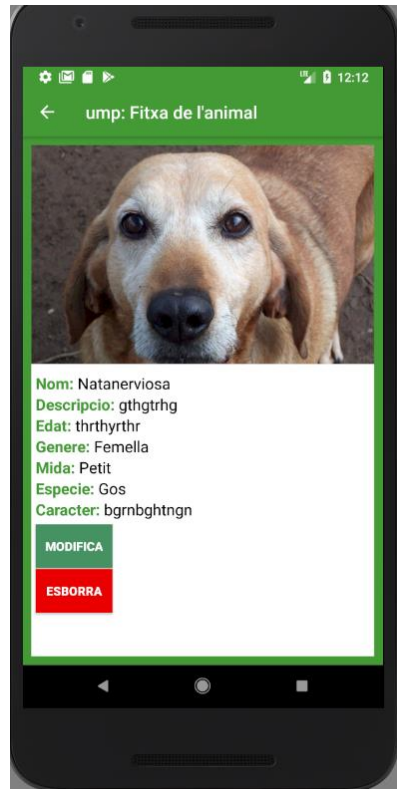 12:12
ump: Fitxa de l'animal
Nom: Natanerviosa
Descripcio: gthgtrhg
Edat: thrthyrthr
Genere: Femella
Mida: Petit
Especie: Gos
Caracter: bgrnbghtngn
MODIFICA
ESBORRA